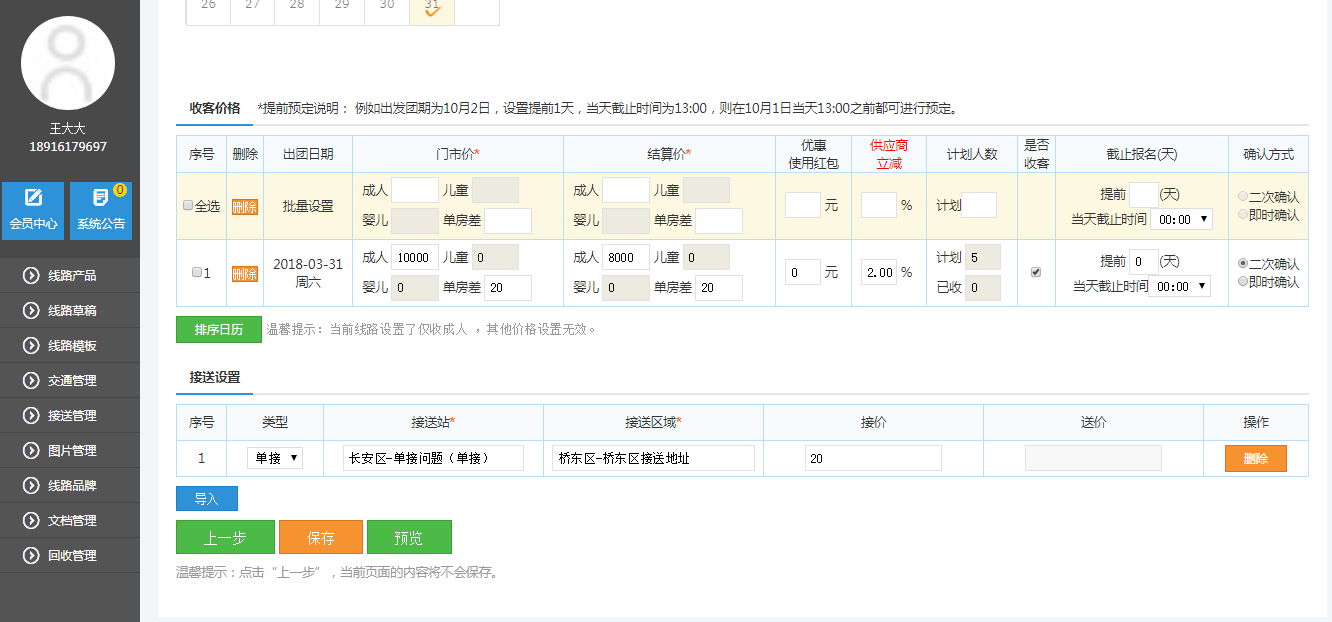 26 27 28 29 30 31
王大大
18916179697
会员中心
系统公告 0
线路产品
线路草稿
线路模板
交通管理
接送管理
图片管理
线路品牌
文档管理
回收管理
收客价格 *提前预定说明： 例如出发团期为10月2日，设置提前1天，当天截止时间为13:00，则在10月1日当天13:00之前都可进行预定。
序号 删除 出团日期 门市价* 结算价* 优惠使用红包 供应商立减 计划人数 是否收客 截止报名(天) 确认方式
全选 删除 批量设置 成人 儿童 成人 儿童 元 % 计划 提前 (天) 二次确认
婴儿 单房差 婴儿 单房差 当天截止时间 00:00 即时确认
1 删除 2018-03-31 周六 成人 10000 儿童 0 成人 8000 儿童 0 0 元 2.00 % 计划 5 提前 0 (天) 二次确认
婴儿 0 单房差 20 婴儿 0 单房差 20 已收 0 当天截止时间 00:00 即时确认
排序日历 温馨提示：当前线路设置了仅收成人 ，其他价格设置无效。
接送设置
序号 类型 接送站* 接送区域* 接价 送价 操作
1 单接 长安区-单接问题（单接） 桥东区-桥东区接送地址 20 删除
导入
上一步 保存 预览
温馨提示：点击“上一步”，当前页面的内容将不会保存。